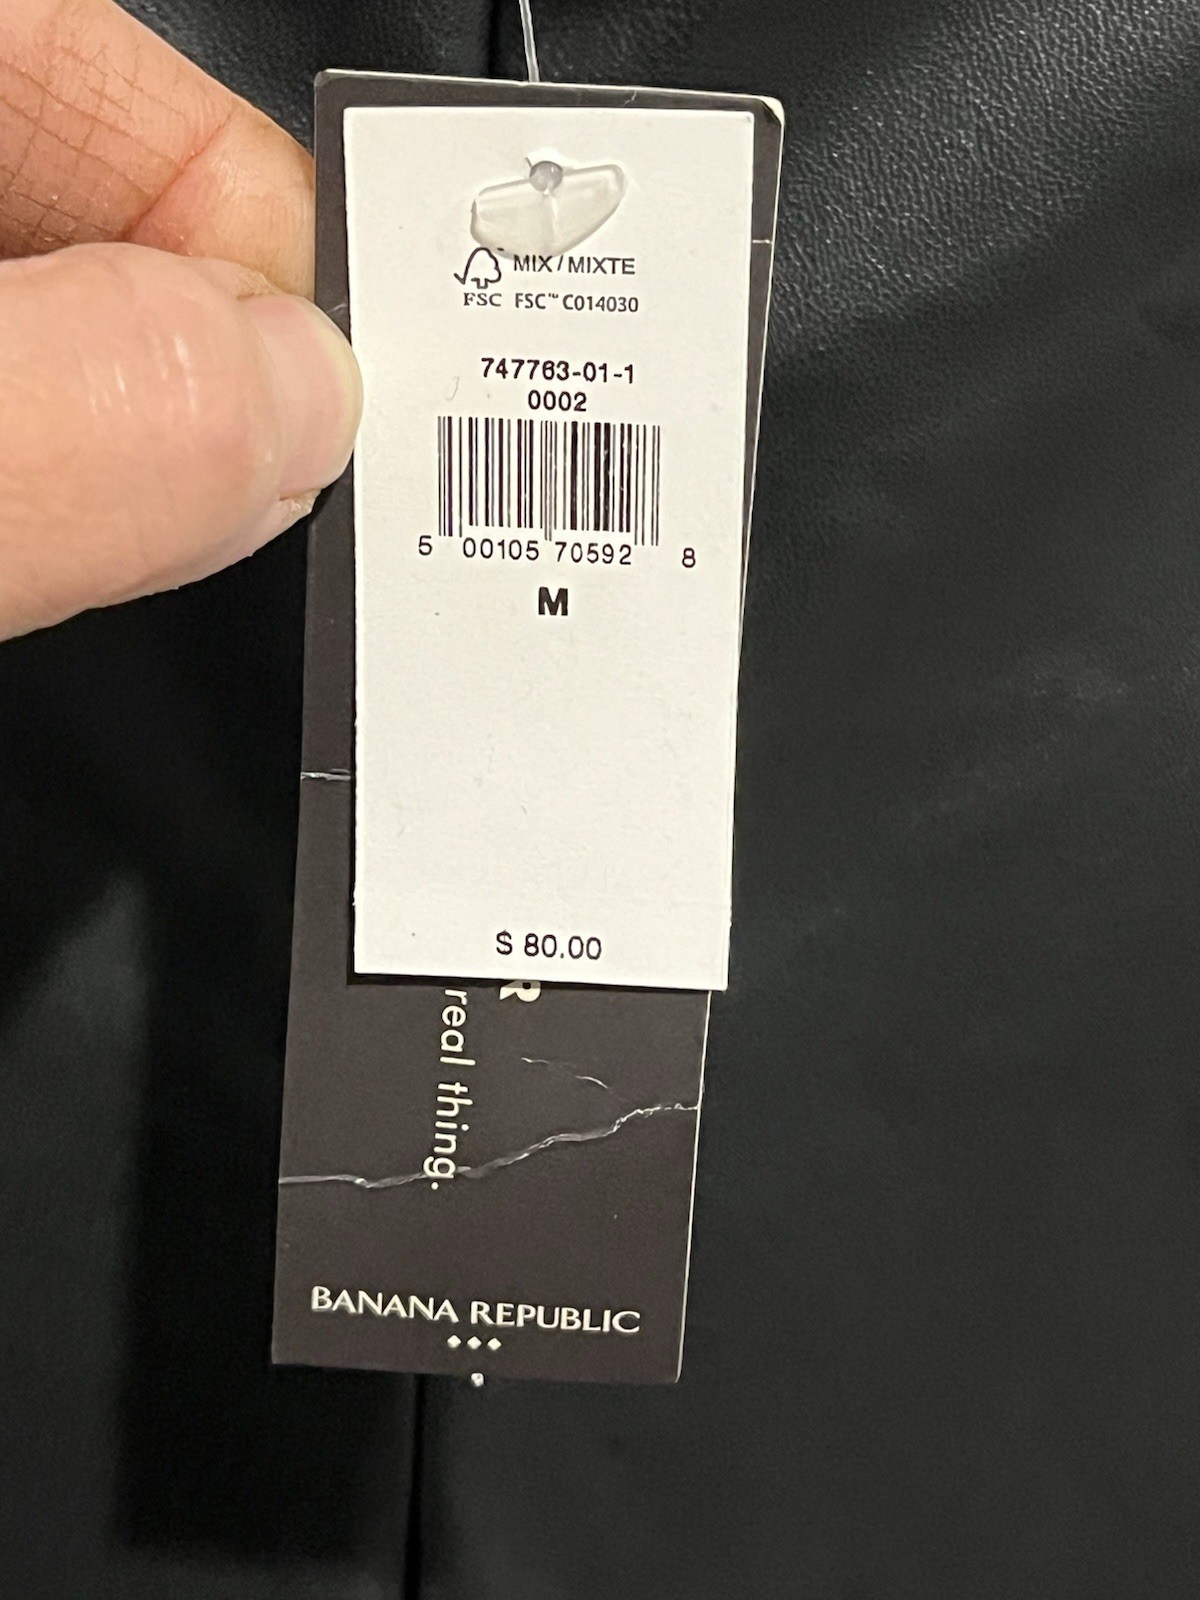 MIX / MIXTE
FSC FSC™ C014030
747763-01-1
0002
5 00105 70592 8
M
$ 80.00
R
real thing.
BANANA REPUBLIC